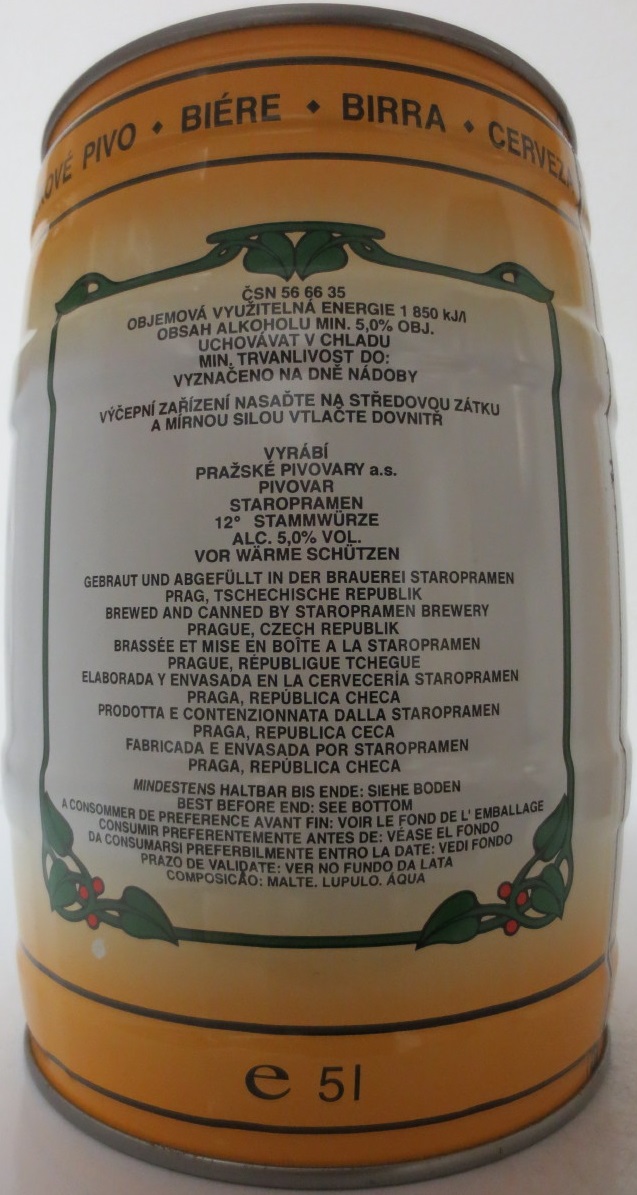 OVÉ PIVO ♦ BIÉRE ♦ BIRRA ♦ CERVEZA
ČSN 56 66 35
OBJEMOVÁ VYUŽITELNÁ ENERGIE 1 850 kJ/l
OBSAH ALKOHOLU MIN. 5,0% OBJ.
UCHOVÁVAT V CHLADU
MIN. TRVANLIVOST DO:
VYZNAČENO NA DNĚ NÁDOBY
VÝČEPNÍ ZAŘÍZENÍ NASAĎTE NA STŘEDOVOU ZÁTKU
A MÍRNOU SILOU VTLAČTE DOVNITŘ
VYRÁBÍ
PRAŽSKÉ PIVOVARY a.s.
PIVOVAR
STAROPRAMEN
12° STAMMWÜRZE
ALC. 5,0% VOL.
VOR WÄRME SCHÜTZEN
GEBRAUT UND ABGEFÜLLT IN DER BRAUEREI STAROPRAMEN
PRAG, TSCHECHISCHE REPUBLIK
BREWED AND CANNED BY STAROPRAMEN BREWERY
PRAGUE, CZECH REPUBLIK
BRASSÉE ET MISE EN BOÎTE A LA STAROPRAMEN
PRAGUE, RÉPUBLIGUE TCHEGUE
ELABORADA Y ENVASADA EN LA CERVECERÍA STAROPRAMEN
PRAGA, REPÚBLICA CHECA
PRODOTTA E CONTENZIONNATA DALLA STAROPRAMEN
PRAGA, REPUBLICA CECA
FABRICADA E ENVASADA POR STAROPRAMEN
PRAGA, REPÚBLICA CHECA
MINDESTENS HALTBAR BIS ENDE: SIEHE BODEN
BEST BEFORE END: SEE BOTTOM
A CONSOMMER DE PREFERENCE AVANT FIN: VOIR LE FOND DE L' EMBALLAGE
CONSUMIR PREFERENTEMENTE ANTES DE: VÉASE EL FONDO
DA CONSUMARSI PREFERBILMENTE ENTRO LA DATE: VEDI FONDO
PRAZO DE VALIDATE: VER NO FUNDO DA LATA
COMPOSICÃO: MALTE. LUPULO. ÁQUA
e 5l